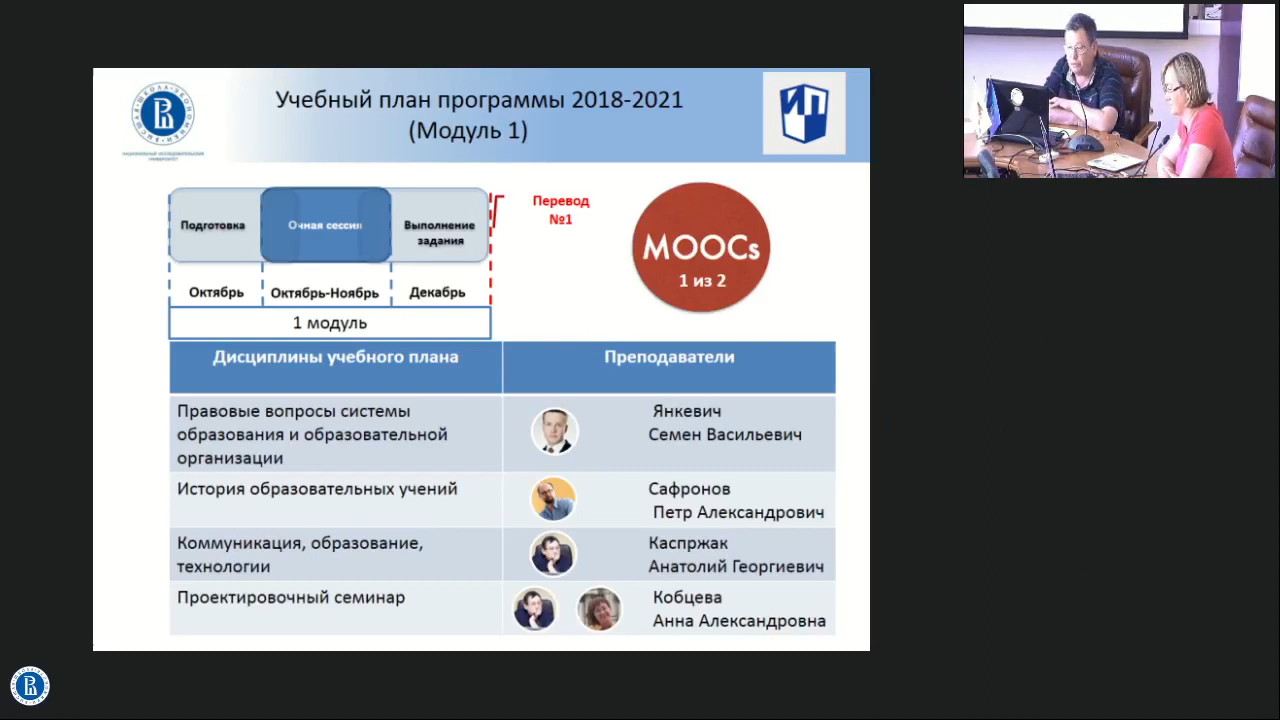 Учебный план программы 2018-2021
(Модуль 1)
ИП
Подготовка
Очная сессия
Выполнение
задания
Перевод
№1
MOOCs
1 из 2
Октябрь
Октябрь-Ноябрь
Декабрь
1 модуль
Дисциплины учебного плана
Преподаватели
Правовые вопросы системы
образования и образовательной
организации
Янкевич
Семен Васильевич
История образовательных учений
Сафронов
Петр Александрович
Коммуникация, образование,
технологии
Каспржак
Анатолий Георгиевич
Проектировочный семинар
Кобцева
Анна Александровна